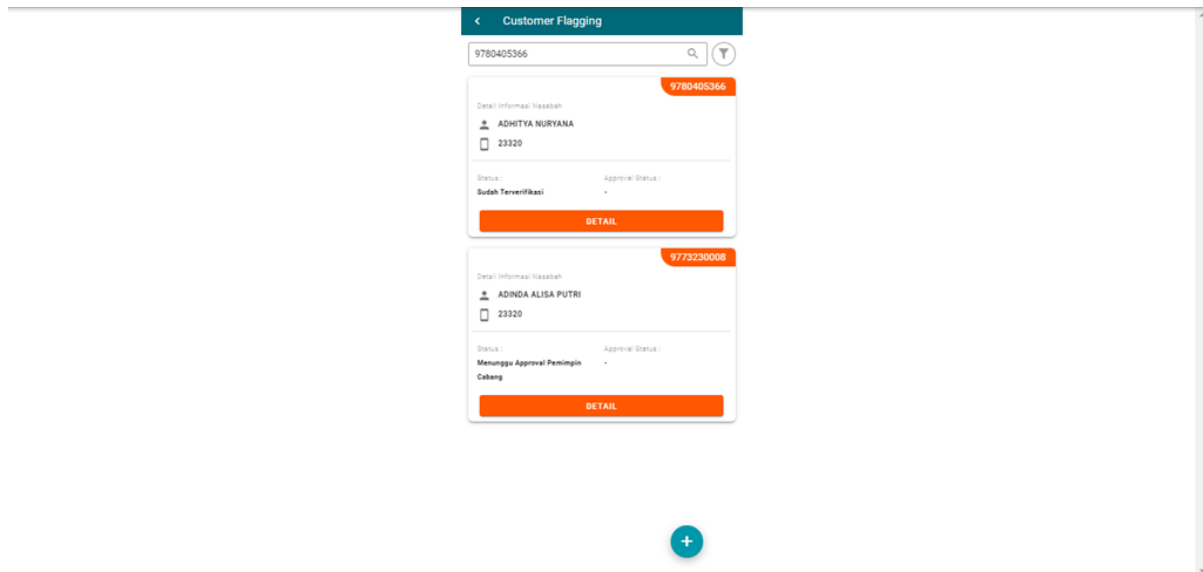 Customer Flagging
9780405366
9780405366
Detail Informasi Nasabah
ADHITYA NURYANA
23320
Status :
Approval Status :
Sudah Terverifikasi
-
DETAIL
9773230008
Detail Informasi Nasabah
ADINDA ALISA PUTRI
23320
Status :
Approval Status :
Menunggu Approval Pemimpin
-
Cabang
DETAIL
+